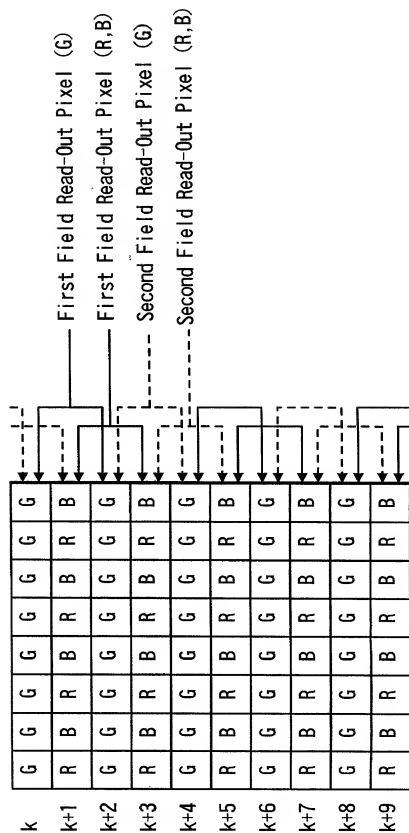 k G G G G G G G G
k+1 R B R B R B R B First Field Read-Out Pixel (G)
k+2 G G G G G G G G First Field Read-Out Pixel (R,B)
k+3 R B R B R B R B Second Field Read-Out Pixel (G)
k+4 G G G G G G G G Second Field Read-Out Pixel (R,B)
k+5 R B R B R B R B
k+6 G G G G G G G G
k+7 R B R B R B R B
k+8 G G G G G G G G
k+9 R B R B R B R B